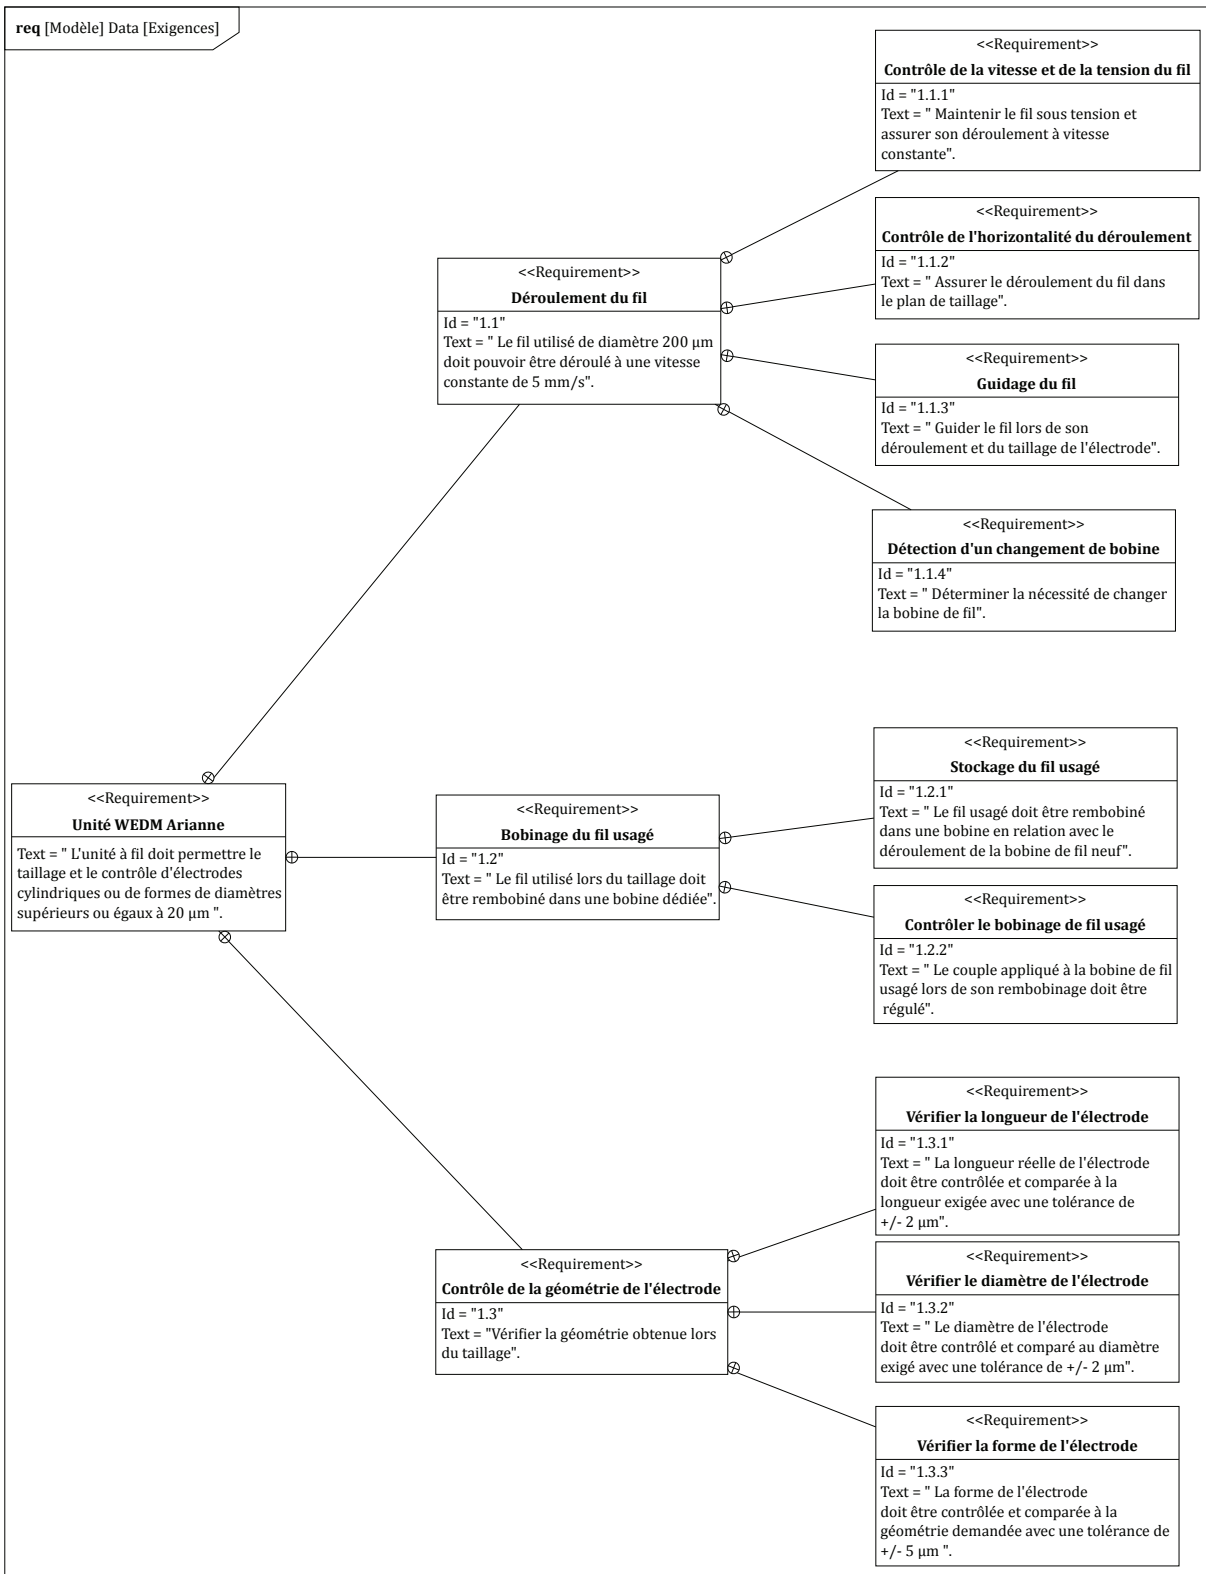 req [Modèle] Data [Exigences]
<<Requirement>>
Contrôle de la vitesse et de la tension du fil
Id = "1.1.1"
Text = " Maintenir le fil sous tension et
assurer son déroulement à vitesse
constante".
<<Requirement>>
Contrôle de l'horizontalité du déroulement
Id = "1.1.2"
Text = " Assurer le déroulement du fil dans
le plan de taillage".
<<Requirement>>
Déroulement du fil
Id = "1.1"
Text = " Le fil utilisé de diamètre 200 µm
doit pouvoir être déroulé à une vitesse
constante de 5 mm/s".
<<Requirement>>
Guidage du fil
Id = "1.1.3"
Text = " Guider le fil lors de son
déroulement et du taillage de l'électrode".
<<Requirement>>
Détection d'un changement de bobine
Id = "1.1.4"
Text = " Déterminer la nécessité de changer
la bobine de fil".
<<Requirement>>
Stockage du fil usagé
Id = "1.2.1"
Text = " Le fil usagé doit être rembobiné
dans une bobine en relation avec le
déroulement de la bobine de fil neuf".
<<Requirement>>
Unité WEDM Arianne
Text = " L'unité à fil doit permettre le
taillage et le contrôle d'électrodes
cylindriques ou de formes de diamètres
supérieurs ou égaux à 20 µm ".
<<Requirement>>
Bobinage du fil usagé
Id = "1.2"
Text = " Le fil utilisé lors du taillage doit
être rembobiné dans une bobine dédiée".
<<Requirement>>
Contrôler le bobinage de fil usagé
Id = "1.2.2"
Text = " Le couple appliqué à la bobine de fil
usagé lors de son rembobinage doit être
régulé".
<<Requirement>>
Vérifier la longueur de l'électrode
Id = "1.3.1"
Text = " La longueur réelle de l'électrode
doit être contrôlée et comparée à la
longueur exigée avec une tolérance de
+/- 2 µm".
<<Requirement>>
Contrôle de la géométrie de l'électrode
Id = "1.3"
Text = "Vérifier la géométrie obtenue lors
du taillage".
<<Requirement>>
Vérifier le diamètre de l'électrode
Id = "1.3.2"
Text = " Le diamètre de l'électrode
doit être contrôlé et comparé au diamètre
exigé avec une tolérance de +/- 2 µm".
<<Requirement>>
Vérifier la forme de l'électrode
Id = "1.3.3"
Text = " La forme de l'électrode
doit être contrôlée et comparée à la
géométrie demandée avec une tolérance de
+/- 5 µm ".